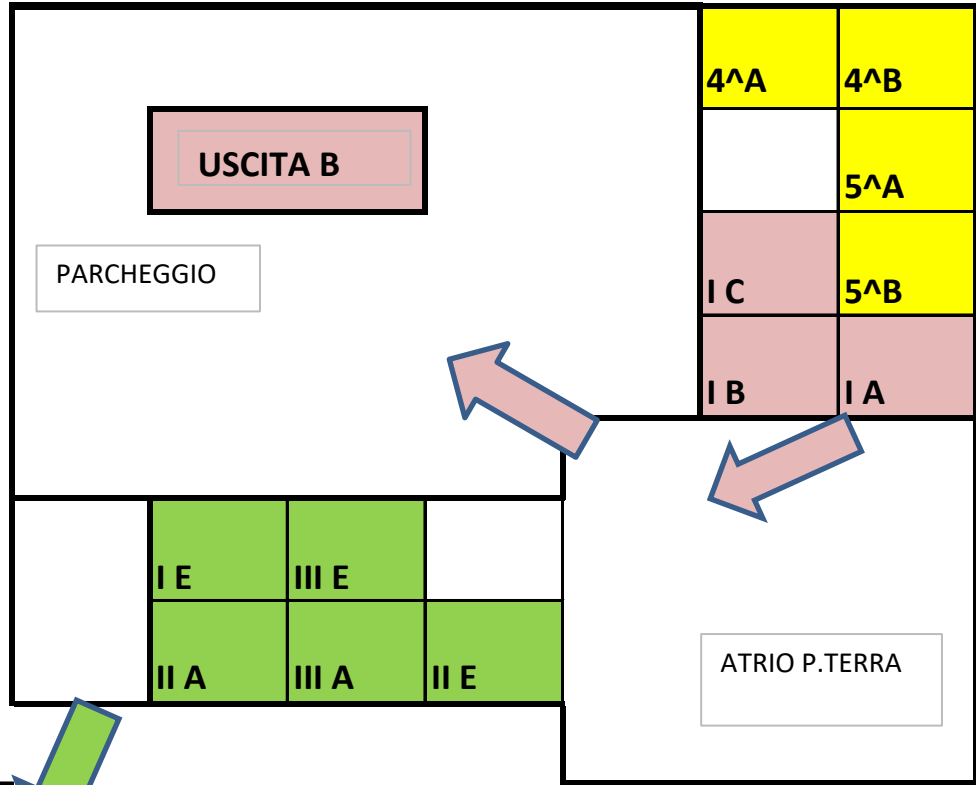 4^A
4^B
USCITA B
5^A
PARCHEGGIO
I C
5^B
I B
I A
I E
III E
II A
III A
II E
ATRIO P.TERRA